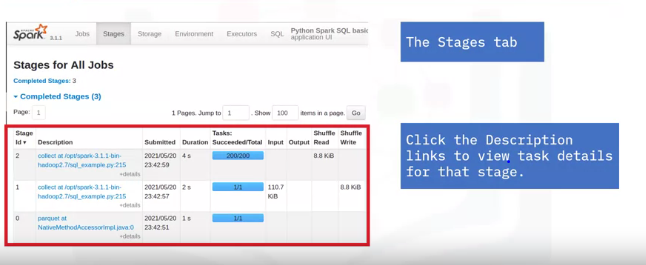 Spark 3.1.1 Jobs Stages Storage Environment Executors SQL Python Spark SQL basic
application UI
Stages for All Jobs
Completed Stages: 3
Completed Stages (3)
Page: 1 1 Pages. Jump to 1 . Show 100 items in a page. Go
Stage Tasks: Shuffle Shuffle
Id ▾ Description Submitted Duration Succeeded/Total Input Output Read Write
2 collect at /opt/spark-3.1.1-bin- 2021/05/20 4 s 200/200 8.8 KiB
hadoop2.7/sql_example.py:215 23:42:59
+details
1 collect at /opt/spark-3.1.1-bin- 2021/05/20 2 s 1/1 110.7 8.8 KiB
hadoop2.7/sql_example.py:215 23:42:57 KiB
+details
0 parquet at 2021/05/20 1 s 1/1
NativeMethodAccessorImpl.java:0 23:42:51
+details
The Stages tab
Click the Description
links to view task details
for that stage.